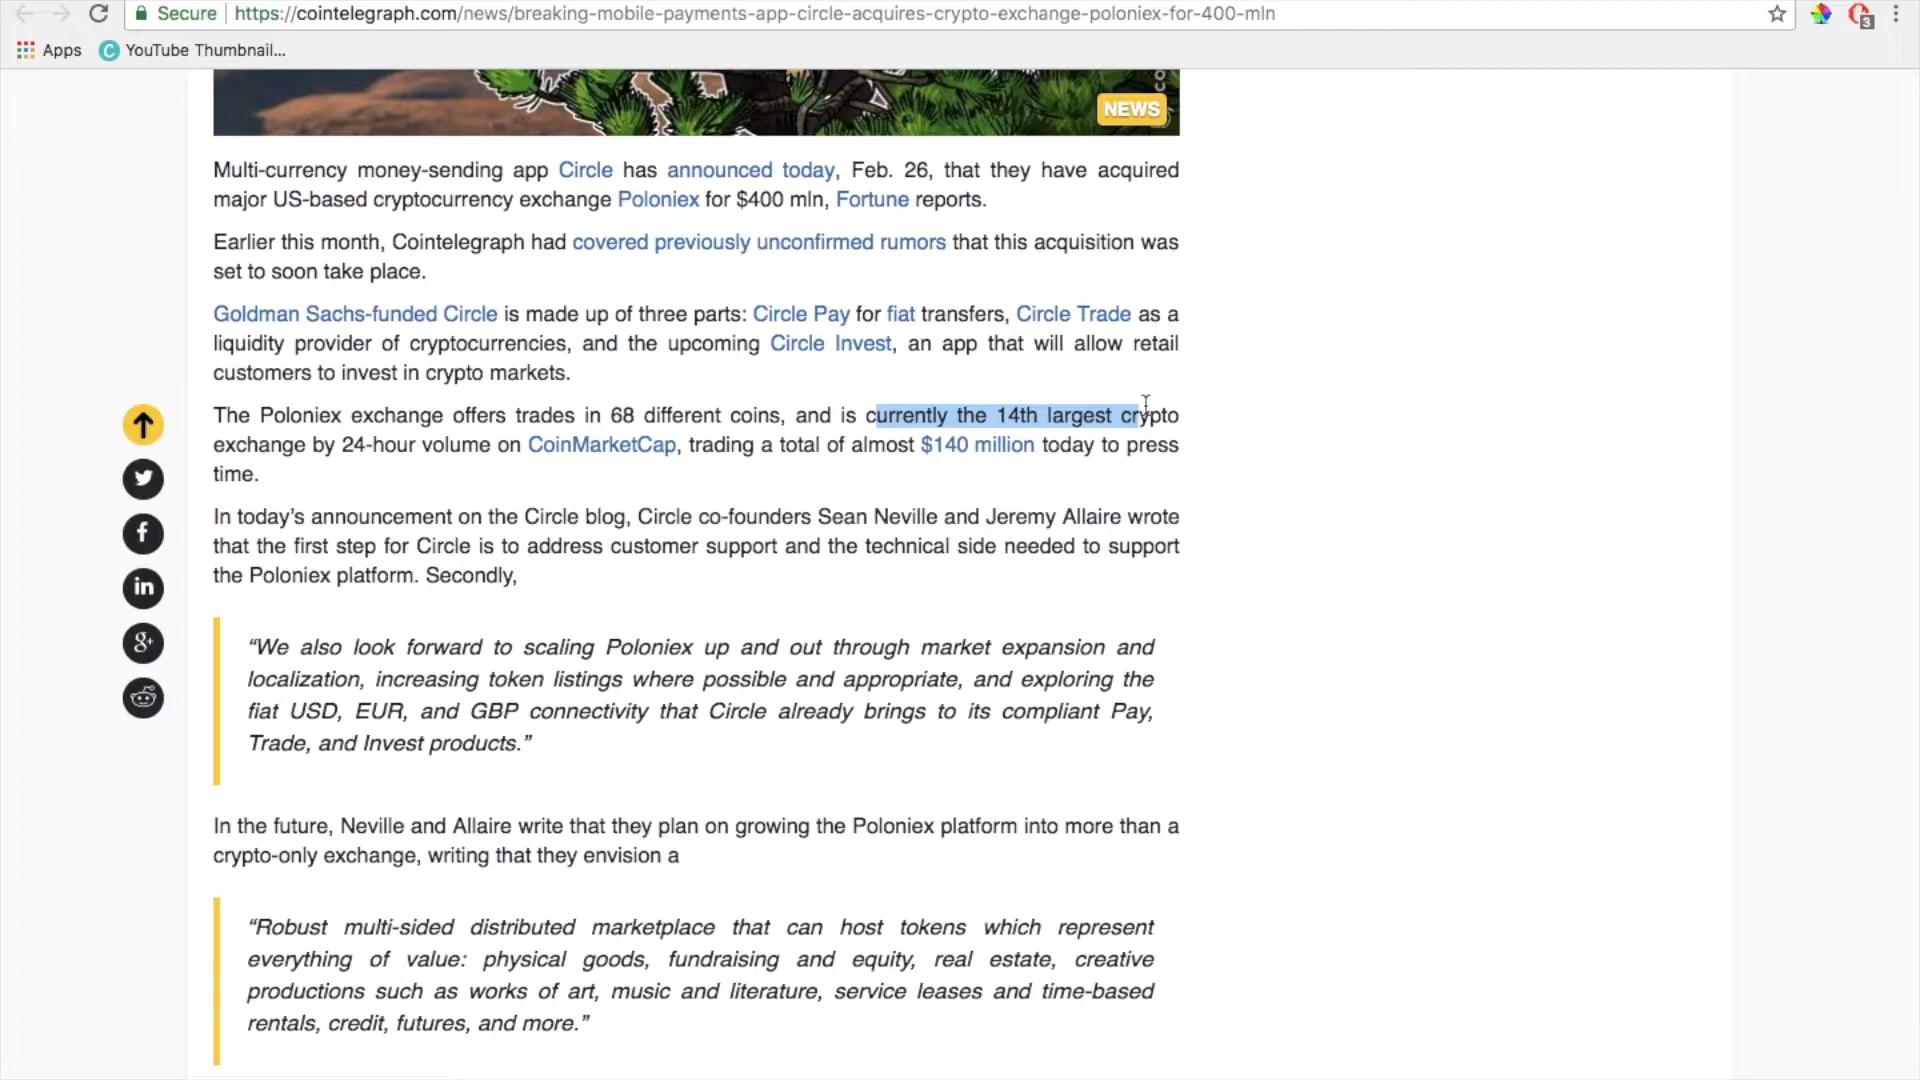 Secure https://cointelegraph.com/news/breaking-mobile-payments-app-circle-acquires-crypto-exchange-poloniex-for-400-mln
3
Apps YouTube Thumbnail...
NEWS
Multi-currency money-sending app Circle has announced today, Feb. 26, that they have acquired
major US-based cryptocurrency exchange Poloniex for $400 mln, Fortune reports.
Earlier this month, Cointelegraph had covered previously unconfirmed rumors that this acquisition was
set to soon take place.
Goldman Sachs-funded Circle is made up of three parts: Circle Pay for fiat transfers, Circle Trade as a
liquidity provider of cryptocurrencies, and the upcoming Circle Invest, an app that will allow retail
customers to invest in crypto markets.
The Poloniex exchange offers trades in 68 different coins, and is currently the 14th largest crypto
exchange by 24-hour volume on CoinMarketCap, trading a total of almost $140 million today to press
time.
In today’s announcement on the Circle blog, Circle co-founders Sean Neville and Jeremy Allaire wrote
that the first step for Circle is to address customer support and the technical side needed to support
the Poloniex platform. Secondly,
“We also look forward to scaling Poloniex up and out through market expansion and
localization, increasing token listings where possible and appropriate, and exploring the
fiat USD, EUR, and GBP connectivity that Circle already brings to its compliant Pay,
Trade, and Invest products.”
In the future, Neville and Allaire write that they plan on growing the Poloniex platform into more than a
crypto-only exchange, writing that they envision a
“Robust multi-sided distributed marketplace that can host tokens which represent
everything of value: physical goods, fundraising and equity, real estate, creative
productions such as works of art, music and literature, service leases and time-based
rentals, credit, futures, and more.”